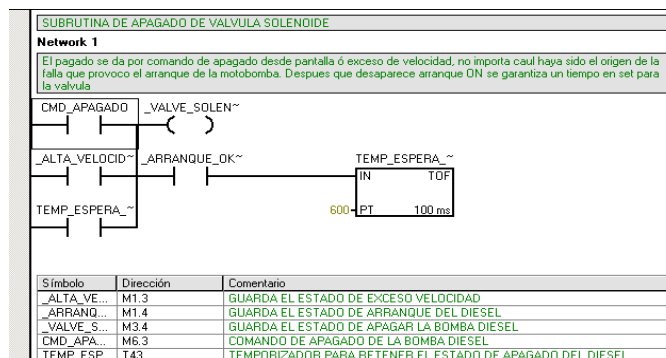 SUBRUTINA DE APAGADO DE VALVULA SOLENOIDE
Network 1
El pagado se da por comando de apagado desde pantalla ó exceso de velocidad, no importa caul haya sido el origen de la
falla que provoco el arranque de la motobomba. Despues que desaparece arranque ON se garantiza un tiempo en set para
la valvula
CMD_APAGADO _VALVE_SOLEN~
_ALTA_VELOCID~ _ARRANQUE_OK~ TEMP_ESPERA_~
IN TOF
TEMP_ESPERA_~ 600 PT 100 ms
Símbolo Dirección Comentario
_ALTA_VE... M1.3 GUARDA EL ESTADO DE EXCESO VELOCIDAD
_ARRANQ... M1.4 GUARDA EL ESTADO DE ARRANQUE DEL DIESEL
_VALVE_S... M3.4 GUARDA EL ESTADO DE APAGAR LA BOMBA DIESEL
CMD_APA... M6.3 COMANDO DE APAGADO DE LA BOMBA DIESEL
TEMP_ESP... T43 TEMPORIZADOR PARA RETENER EL ESTADO DE APAGADO DEL DIESEL